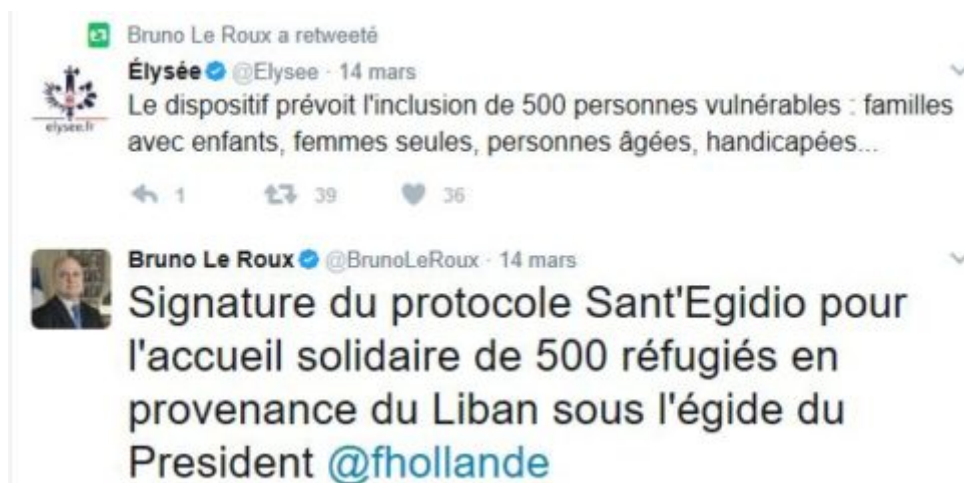 Bruno Le Roux a retweeté
Élysée @Elysee · 14 mars
elysee.fr
Le dispositif prévoit l'inclusion de 500 personnes vulnérables : familles
avec enfants, femmes seules, personnes âgées, handicapées...
1 39 36
Bruno Le Roux @BrunoLeRoux · 14 mars
Signature du protocole Sant'Egidio pour
l'accueil solidaire de 500 réfugiés en
provenance du Liban sous l'égide du
President @fhollande